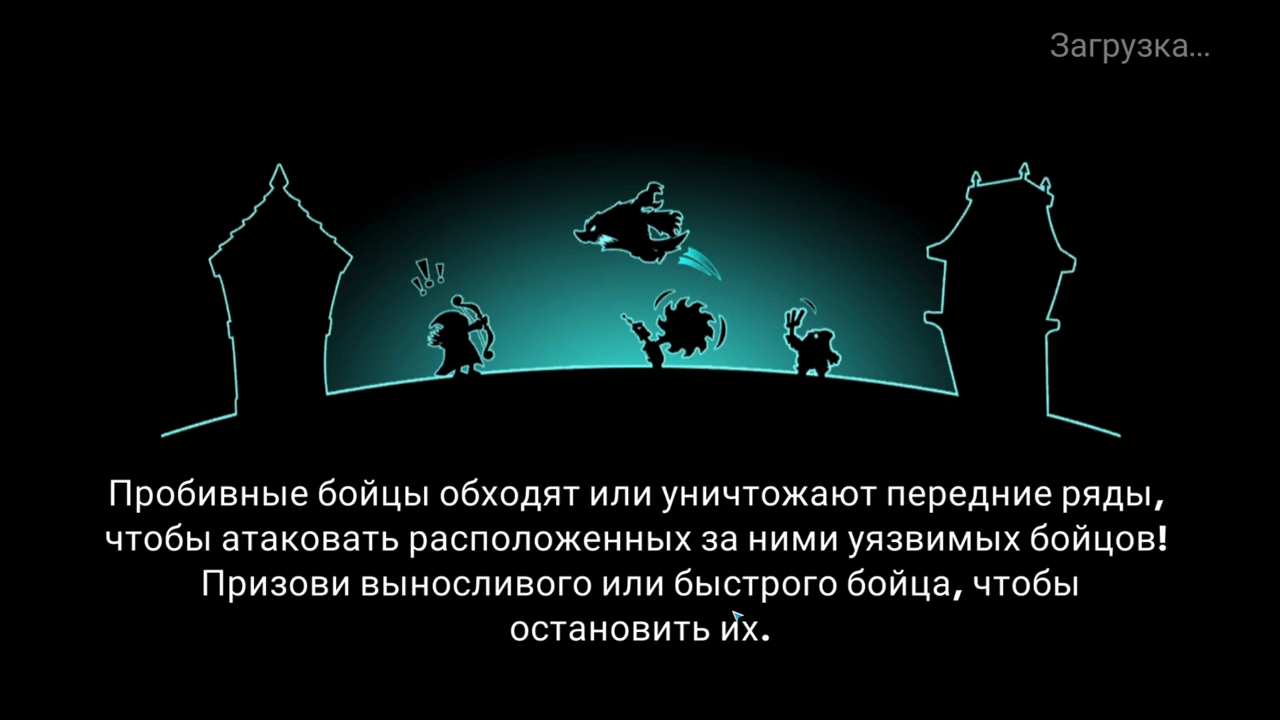 Загрузка...
Пробивные бойцы обходят или уничтожают передние ряды,
чтобы атаковать расположенных за ними уязвимых бойцов!
Призови выносливого или быстрого бойца, чтобы
остановить их.